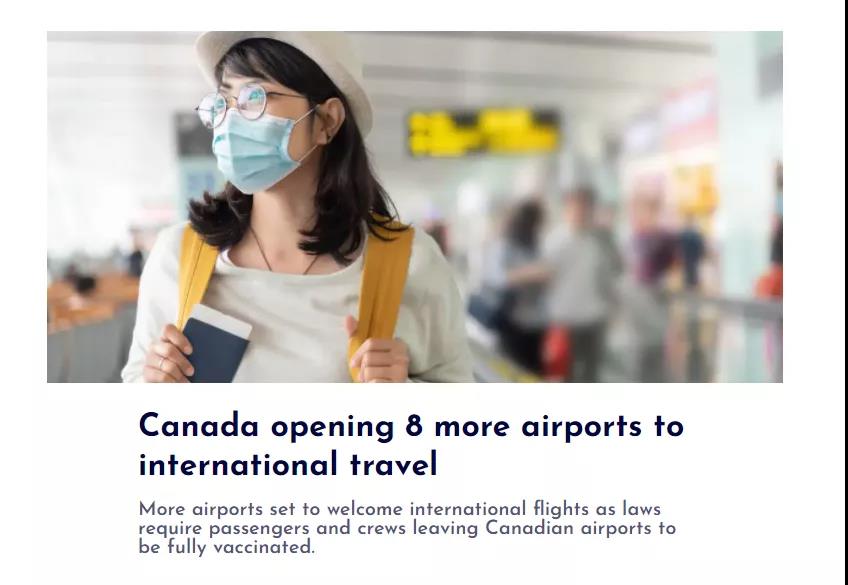 Canada opening 8 more airports to
international travel
More airports set to welcome international flights as laws
require passengers and crews leaving Canadian airports to
be fully vaccinated.